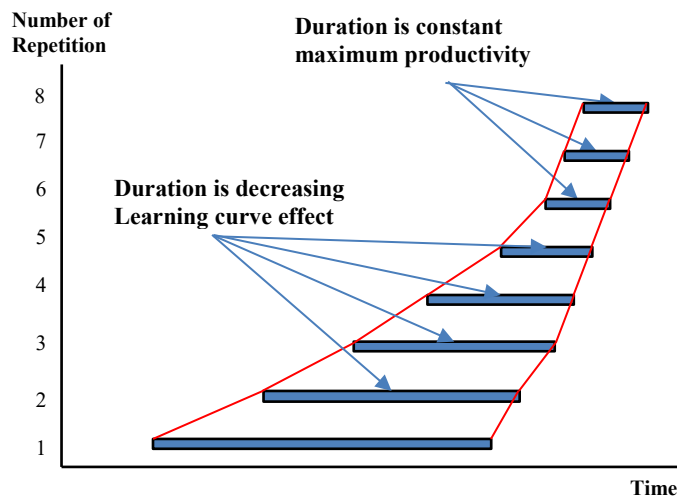 Number of
Repetition
Duration is constant
maximum productivity
8
7
6
Duration is decreasing
Learning curve effect
5
4
3
2
1
Time